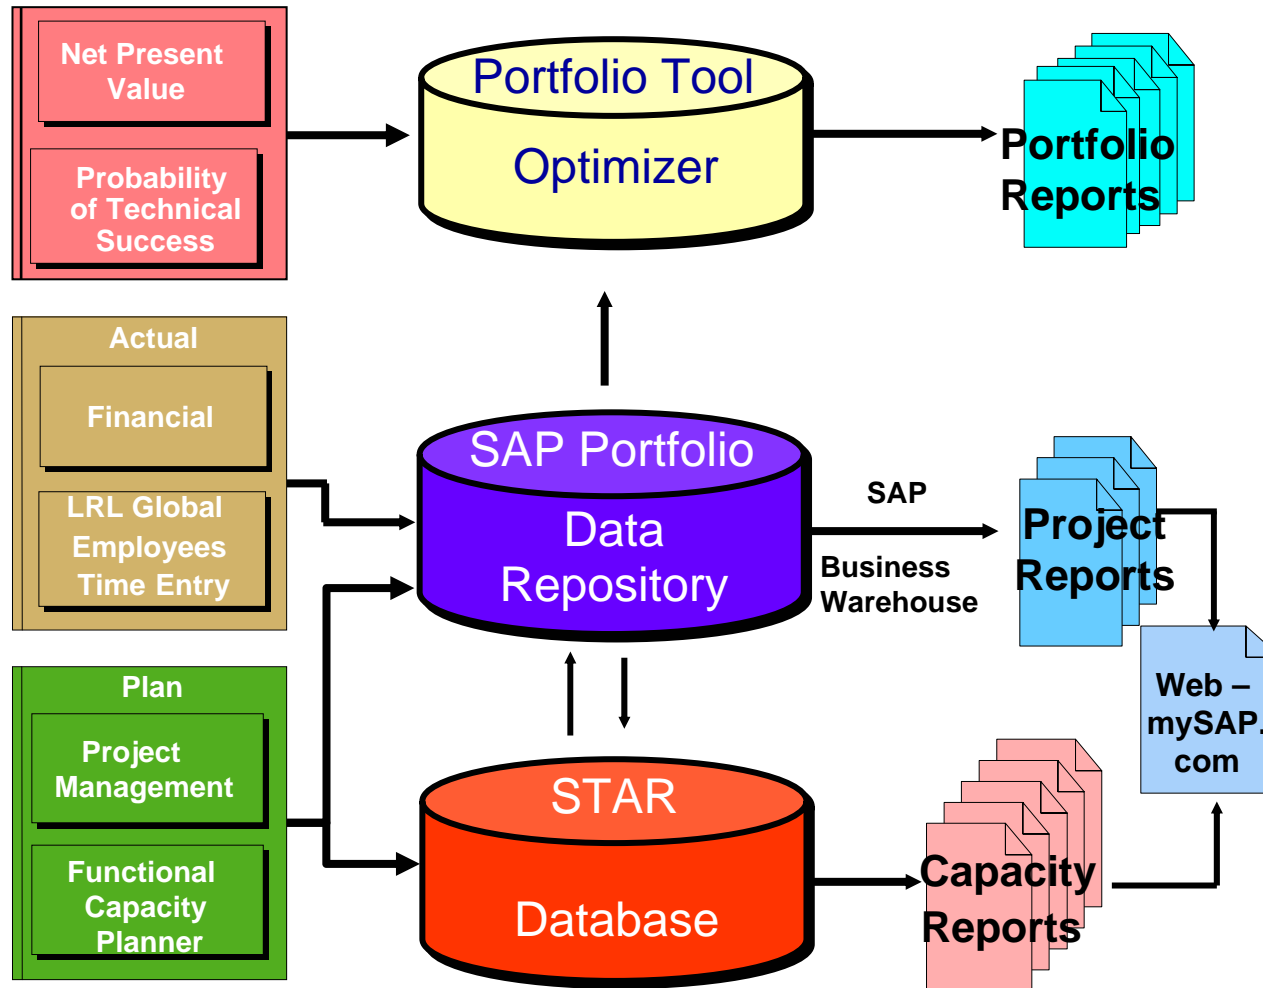 Net Present
Value
Probability
of Technical
Success
Portfolio Tool
Optimizer
Portfolio
Reports
Actual
Financial
LRL Global
Employees
Time Entry
SAP Portfolio
Data
Repository
SAP
Business
Warehouse
Project
Reports
Web –
mySAP.
com
Plan
Project
Management
Functional
Capacity
Planner
STAR
Database
Capacity
Reports